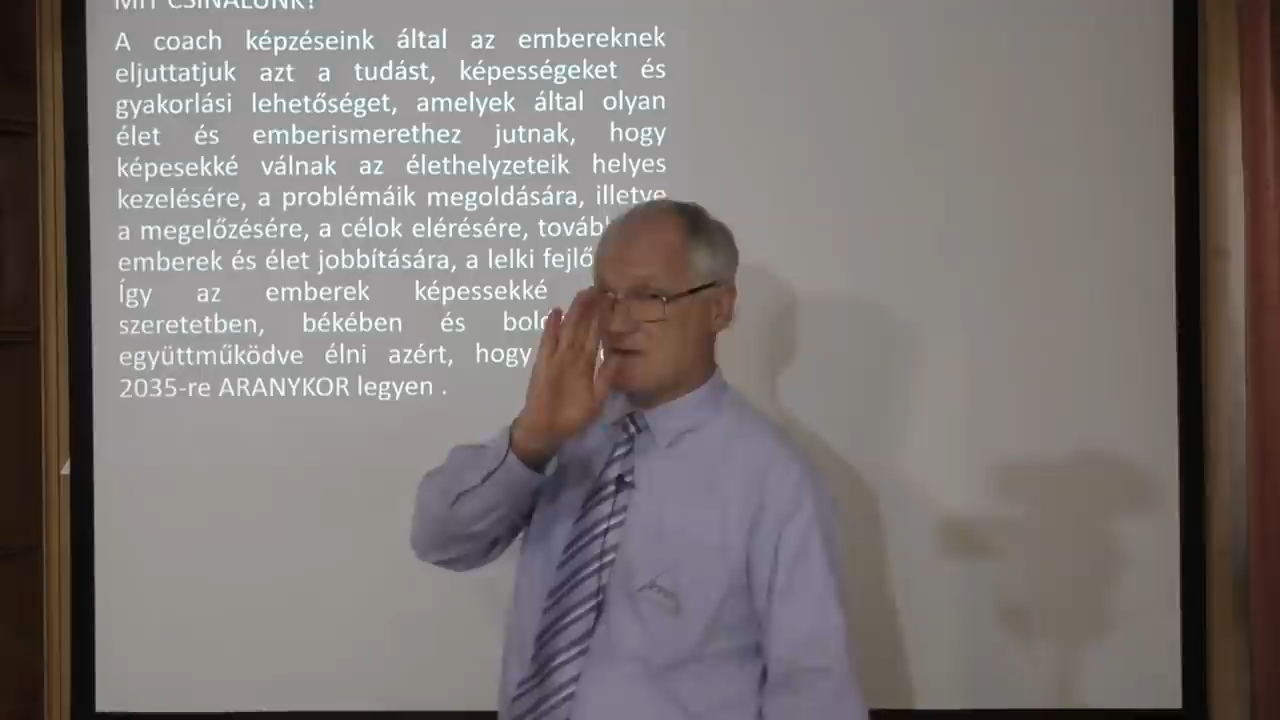 MIT CSINÁLUNK?
A coach képzéseink által az embereknek
eljuttatjuk azt a tudást, képességeket és
gyakorlási lehetőséget, amelyek által olyan
élet és emberismerethez jutnak, hogy
képesekké válnak az élethelyzeteik helyes
kezelésére, a problémáik megoldására, illetve
a megelőzésére, a célok elérésére,
emberek és élet jobbítására, a lelki
Így az emberek képessekké
szeretetben, békében és
együttműködve élni azért, hogy
2035-re ARANYKOR legyen .